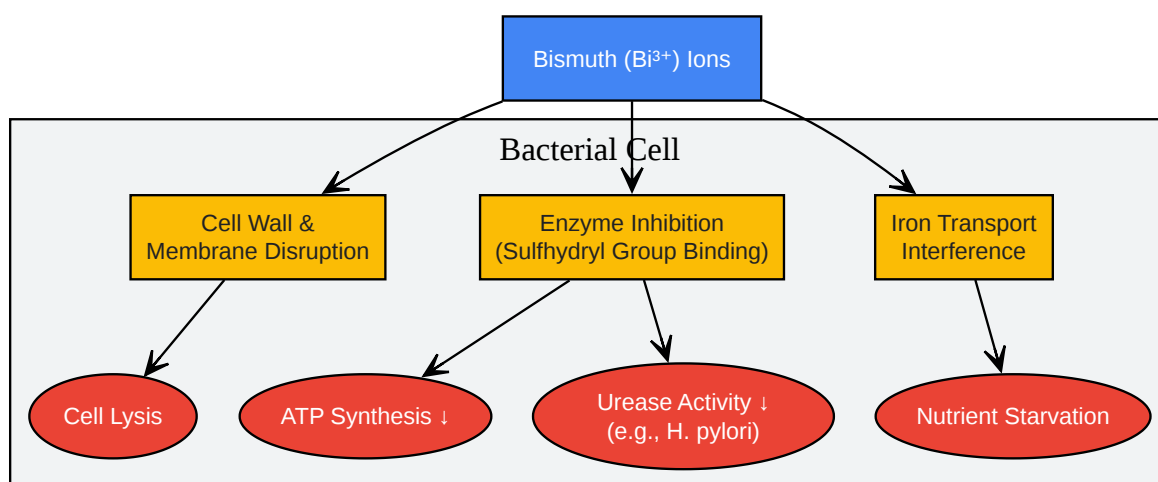 Bismuth (Bi³⁺) Ions
Bacterial Cell
Cell Wall &
Membrane Disruption
Enzyme Inhibition
(Sulfhydryl Group Binding)
Iron Transport
Interference
Cell Lysis
ATP Synthesis ↓
Urease Activity ↓
(e.g., H. pylori)
Nutrient Starvation